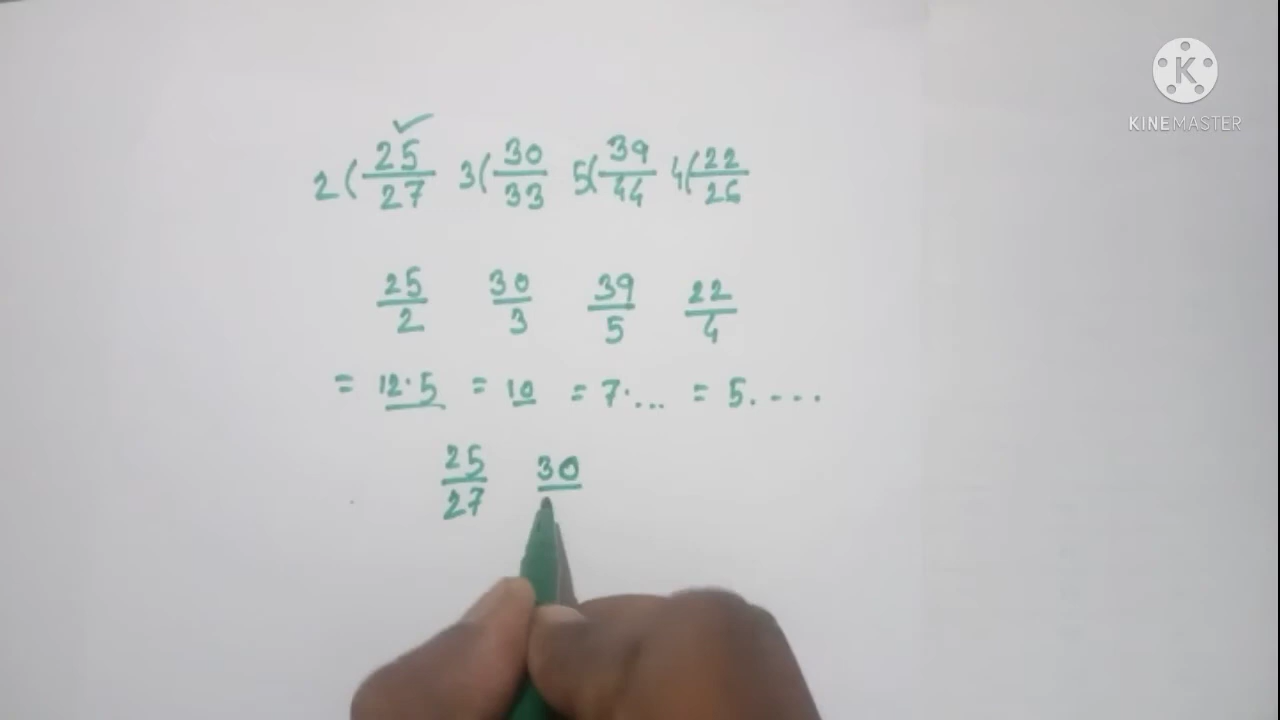 K
KINEMASTER
2 ( 25/27 3 ( 30/33 5 ( 39/44 4 ( 22/26
25/2 30/3 39/5 22/4
= 12.5 = 10 = 7.... = 5.....
25/27 30